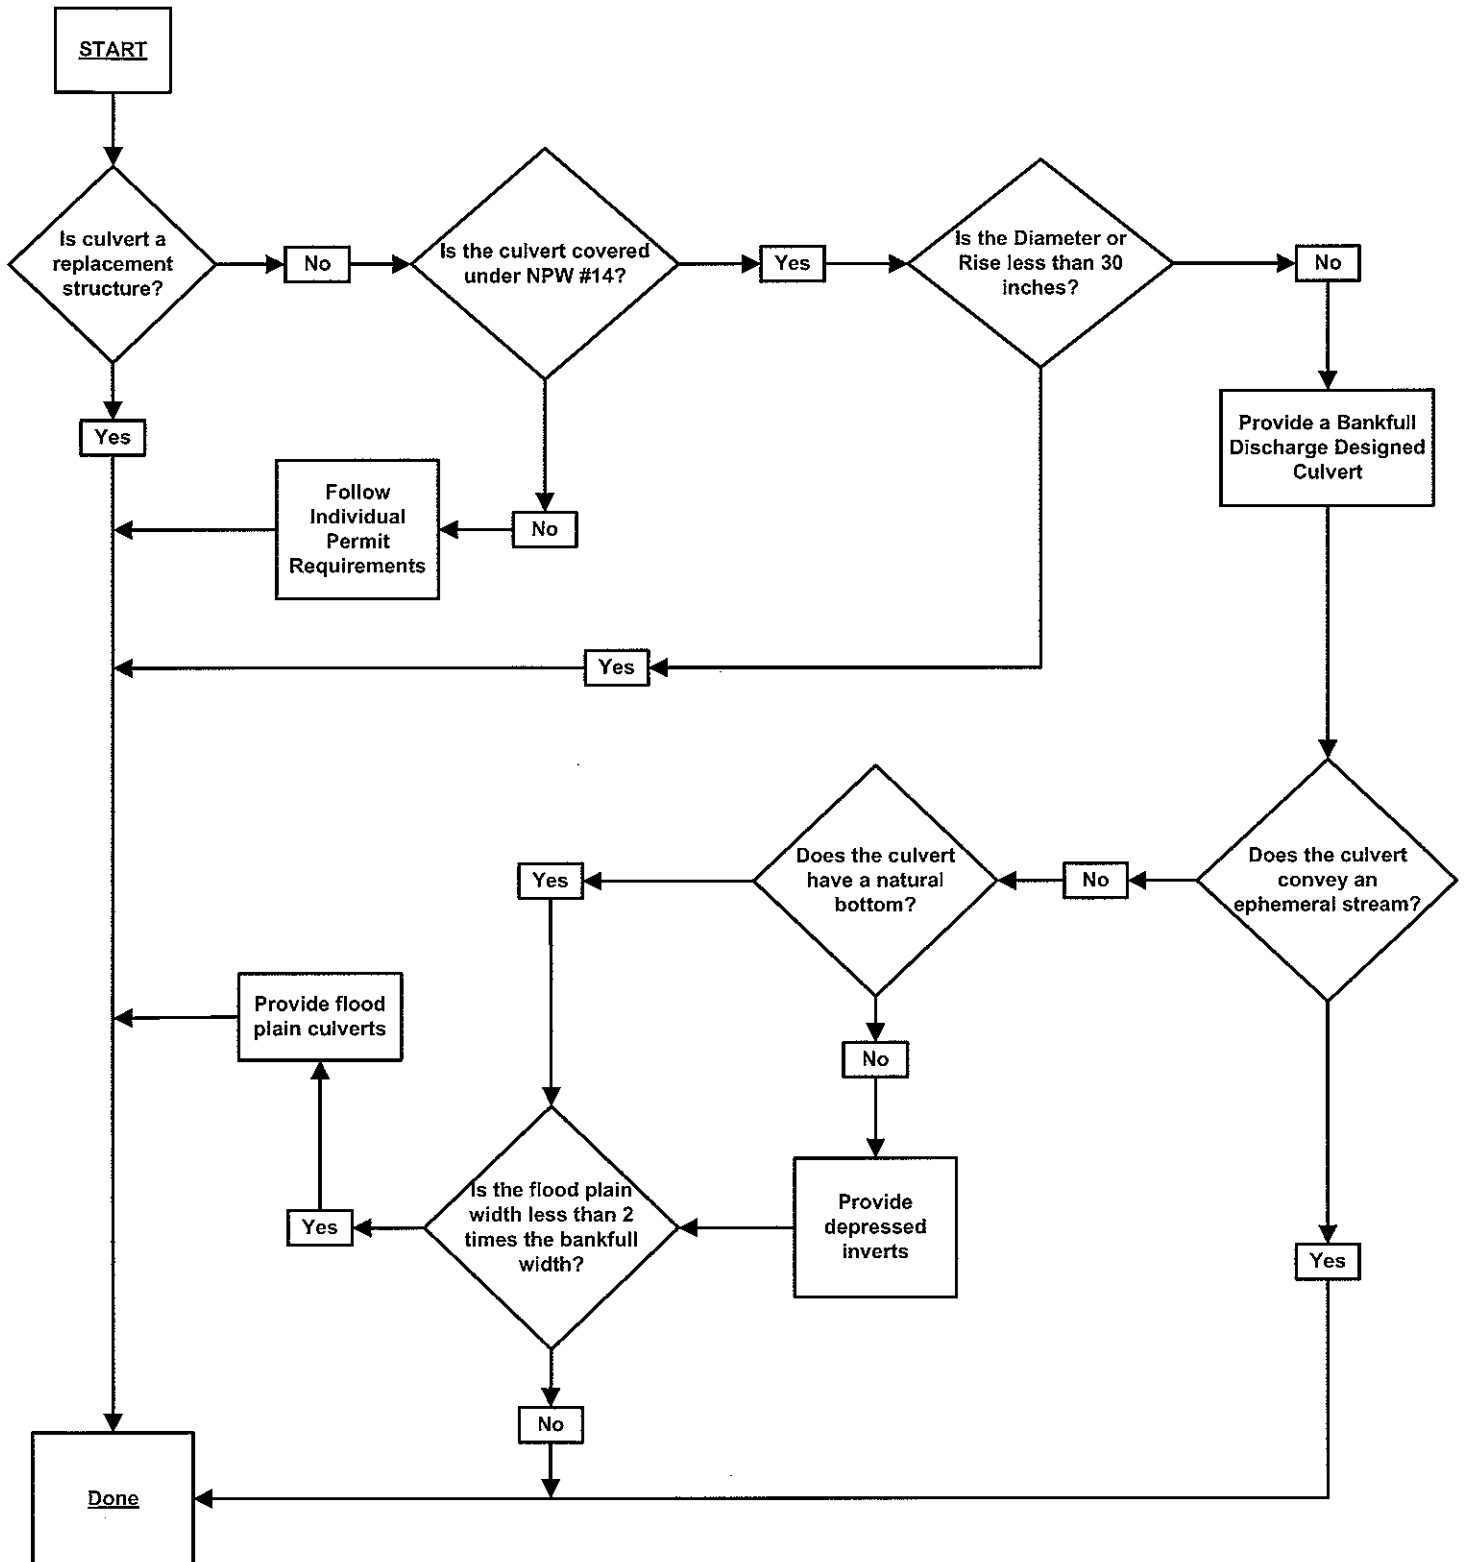 START
Is culvert a
replacement
structure?
No
Is the culvert covered
under NPW #14?
Yes
Is the Diameter or
Rise less than 30
inches?
No
Yes
Follow
Individual
Permit
Requirements
No
Provide a Bankfull
Discharge Designed
Culvert
Yes
Does the culvert
convey an
ephemeral stream?
No
Does the culvert
have a natural
bottom?
Yes
No
Provide flood
plain culverts
Provide
depressed
inverts
Is the flood plain
width less than 2
times the bankfull
width?
Yes
Yes
No
Done